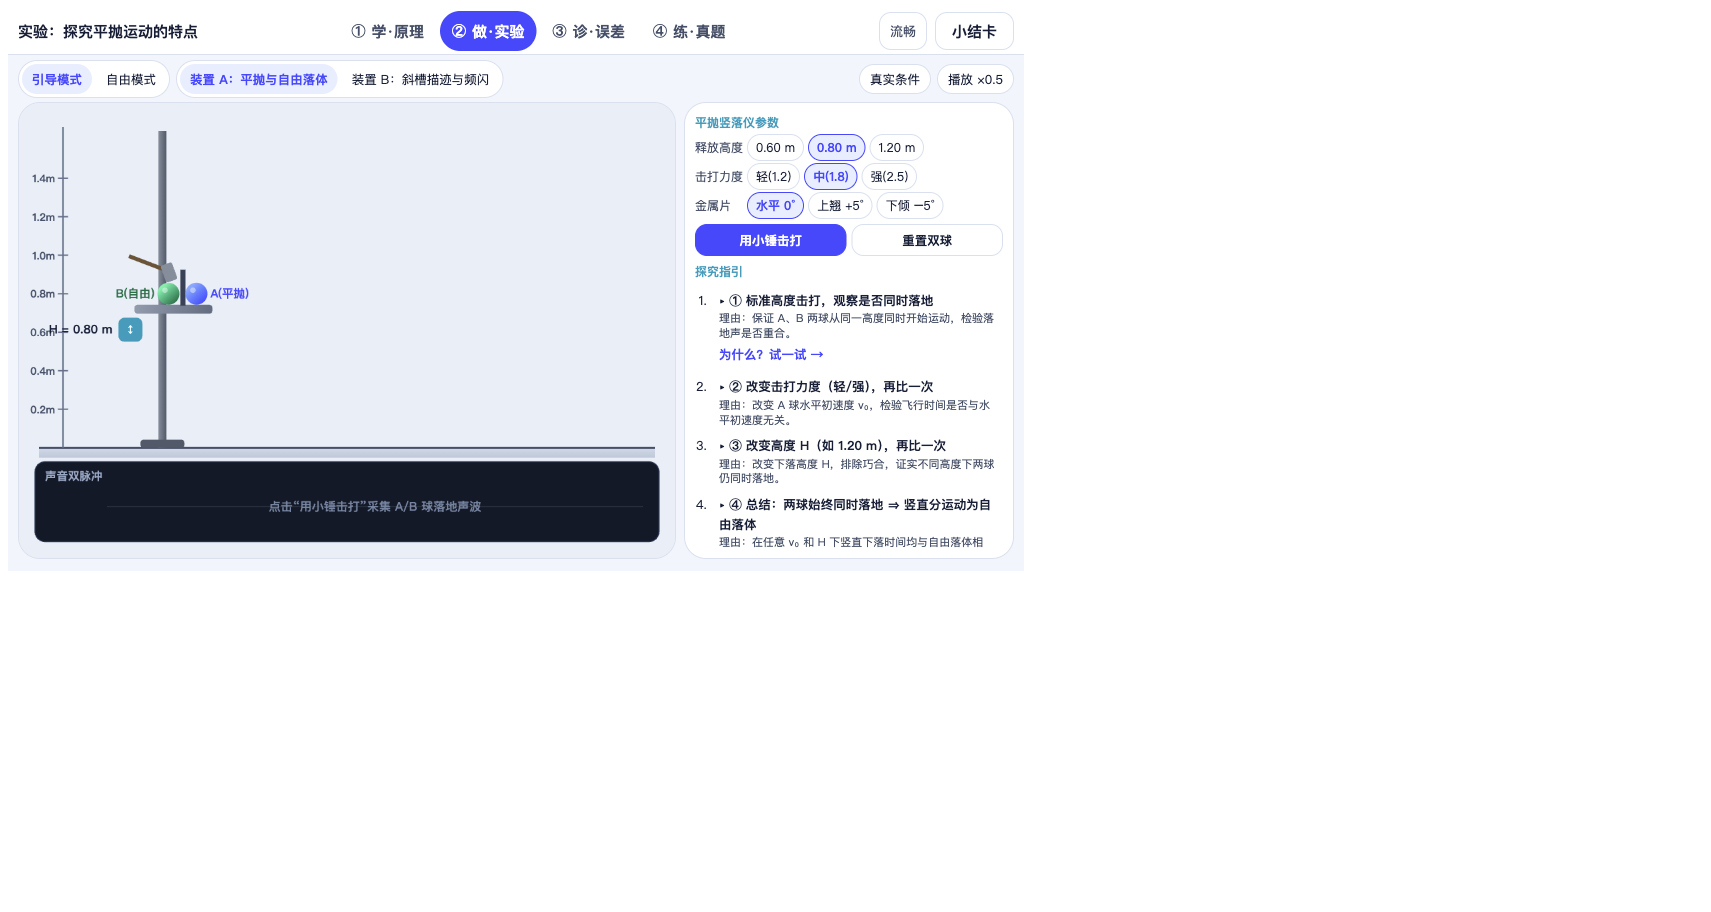 实验：探究平抛运动的特点
① 学·原理
② 做·实验
③ 诊·误差
④ 练·真题
流畅
小结卡
引导模式
自由模式
装置 A：平抛与自由落体
装置 B：斜槽描迹与频闪
真实条件
播放 ×0.5
1.4m
1.2m
1.0m
0.8m
0.6m
0.4m
0.2m
B(自由)
A(平抛)
H = 0.80 m
声音双脉冲
点击“用小锤击打”采集 A/B 球落地声波
平抛竖落仪参数
释放高度 0.60 m 0.80 m 1.20 m
击打力度 轻(1.2) 中(1.8) 强(2.5)
金属片 水平 0° 上翘 +5° 下倾 −5°
用小锤击打
重置双球
探究指引
1. ▸ ① 标准高度击打，观察是否同时落地
理由：保证 A、B 两球从同一高度同时开始运动，检验落
地声是否重合。
为什么？试一试 →
2. ▸ ② 改变击打力度（轻/强），再比一次
理由：改变 A 球水平初速度 v₀，检验飞行时间是否与水
平初速度无关。
3. ▸ ③ 改变高度 H（如 1.20 m），再比一次
理由：改变下落高度 H，排除巧合，证实不同高度下两球
仍同时落地。
4. ▸ ④ 总结：两球始终同时落地 ⇒ 竖直分运动为自
由落体
理由：在任意 v₀ 和 H 下竖直下落时间均与自由落体相